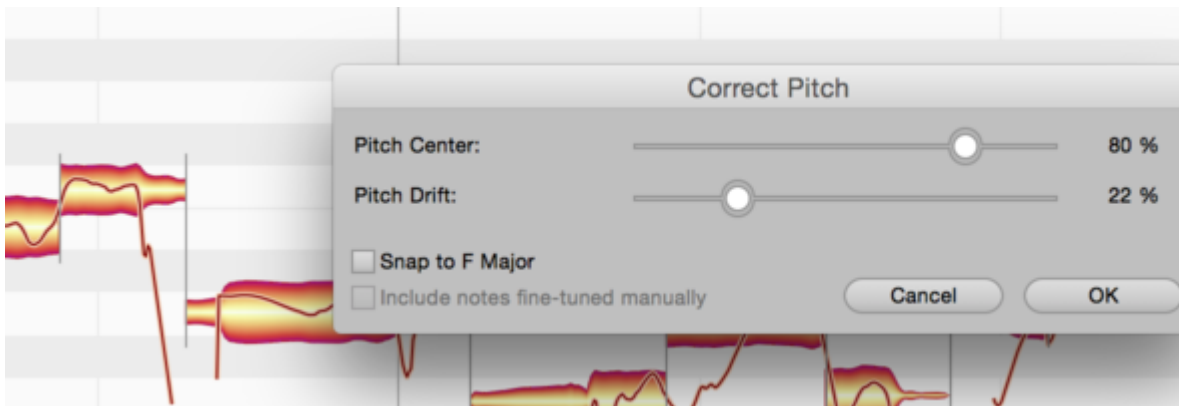 Correct Pitch
Pitch Center: 80 %
Pitch Drift: 22 %
Snap to F Major
Include notes fine-tuned manually
Cancel OK